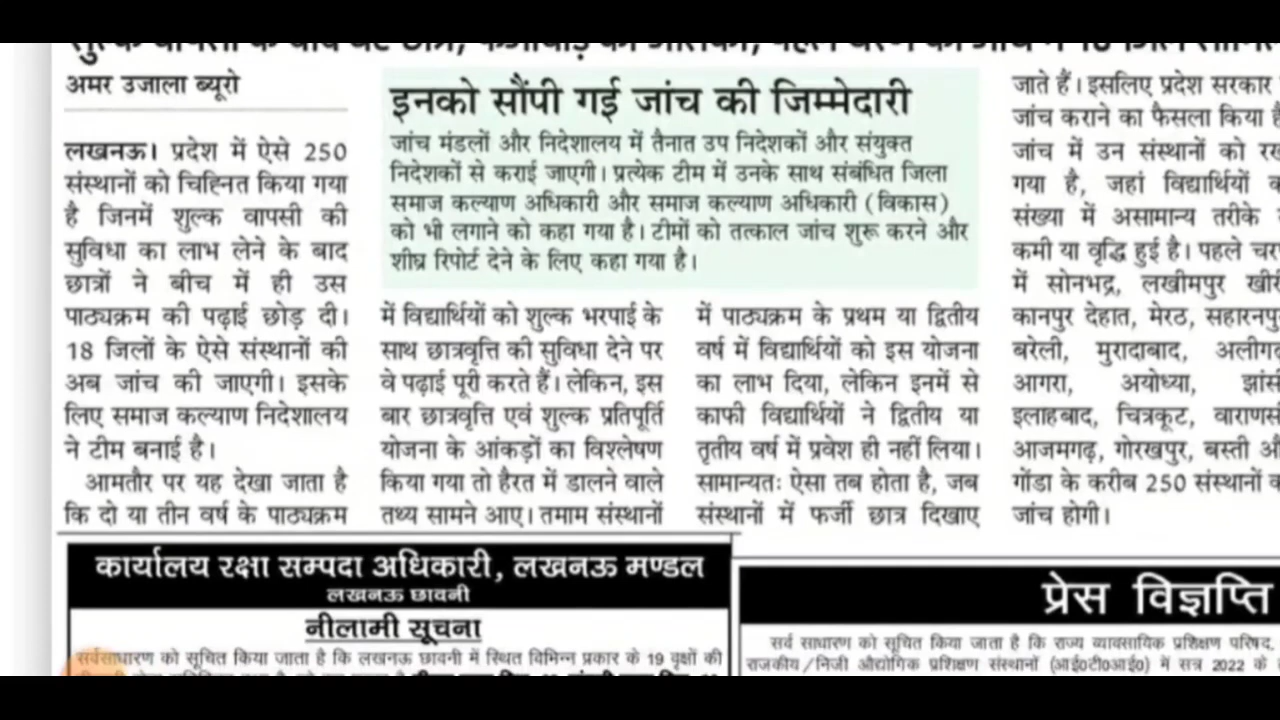 अमर उजाला ब्यूरो
लखनऊ। प्रदेश में ऐसे 250
संस्थानों को चिह्नित किया गया
है जिनमें शुल्क वापसी की
सुविधा का लाभ लेने के बाद
छात्रों ने बीच में ही उस
पाठ्यक्रम की पढ़ाई छोड़ दी।
18 जिलों के ऐसे संस्थानों की
अब जांच की जाएगी। इसके
लिए समाज कल्याण निदेशालय
ने टीम बनाई है।
आमतौर पर यह देखा जाता है
कि दो या तीन वर्ष के पाठ्यक्रम
इनको सौंपी गई जांच की जिम्मेदारी
जांच मंडलों और निदेशालय में तैनात उप निदेशकों और संयुक्त
निदेशकों से कराई जाएगी। प्रत्येक टीम में उनके साथ संबंधित जिला
समाज कल्याण अधिकारी और समाज कल्याण अधिकारी (विकास)
को भी लगाने को कहा गया है। टीमों को तत्काल जांच शुरू करने और
शीघ्र रिपोर्ट देने के लिए कहा गया है।
में विद्यार्थियों को शुल्क भरपाई के
साथ छात्रवृत्ति की सुविधा देने पर
वे पढ़ाई पूरी करते हैं। लेकिन, इस
बार छात्रवृत्ति एवं शुल्क प्रतिपूर्ति
योजना के आंकड़ों का विश्लेषण
किया गया तो हैरत में डालने वाले
तथ्य सामने आए। तमाम संस्थानों
में पाठ्यक्रम के प्रथम या द्वितीय
वर्ष में विद्यार्थियों को इस योजना
का लाभ दिया, लेकिन इनमें से
काफी विद्यार्थियों ने द्वितीय या
तृतीय वर्ष में प्रवेश ही नहीं लिया।
सामान्यतः ऐसा तब होता है, जब
संस्थानों में फर्जी छात्र दिखाए
जाते हैं। इसलिए प्रदेश सरकार
जांच कराने का फैसला किया
जांच में उन संस्थानों को
गया है, जहां विद्यार्थियों
संख्या में असामान्य तरीके
कमी या वृद्धि हुई है। पहले
में सोनभद्र, लखीमपुर
कानपुर देहात, मेरठ,
बरेली, मुरादाबाद,
आगरा, अयोध्या,
इलाहबाद, चित्रकूट,
आजमगढ़, गोरखपुर, बस्ती
गोंडा के करीब 250 संस्थानों
जांच होगी।
कार्यालय रक्षा सम्पदा अधिकारी, लखनऊ मण्डल
लखनऊ छावनी
नीलामी सूचना
सर्वसाधारण को सूचित किया जाता है कि लखनऊ छावनी में स्थित विभिन्न प्रकार के 19 वृक्षों की
प्रेस विज्ञप्ति
सर्व साधारण को सूचित किया जाता है कि राज्य व्यावसायिक प्रशिक्षण परिषद,
राजकीय/निजी औद्योगिक प्रशिक्षण संस्थानों (आई०टी०आई०) में सत्र 2022 के